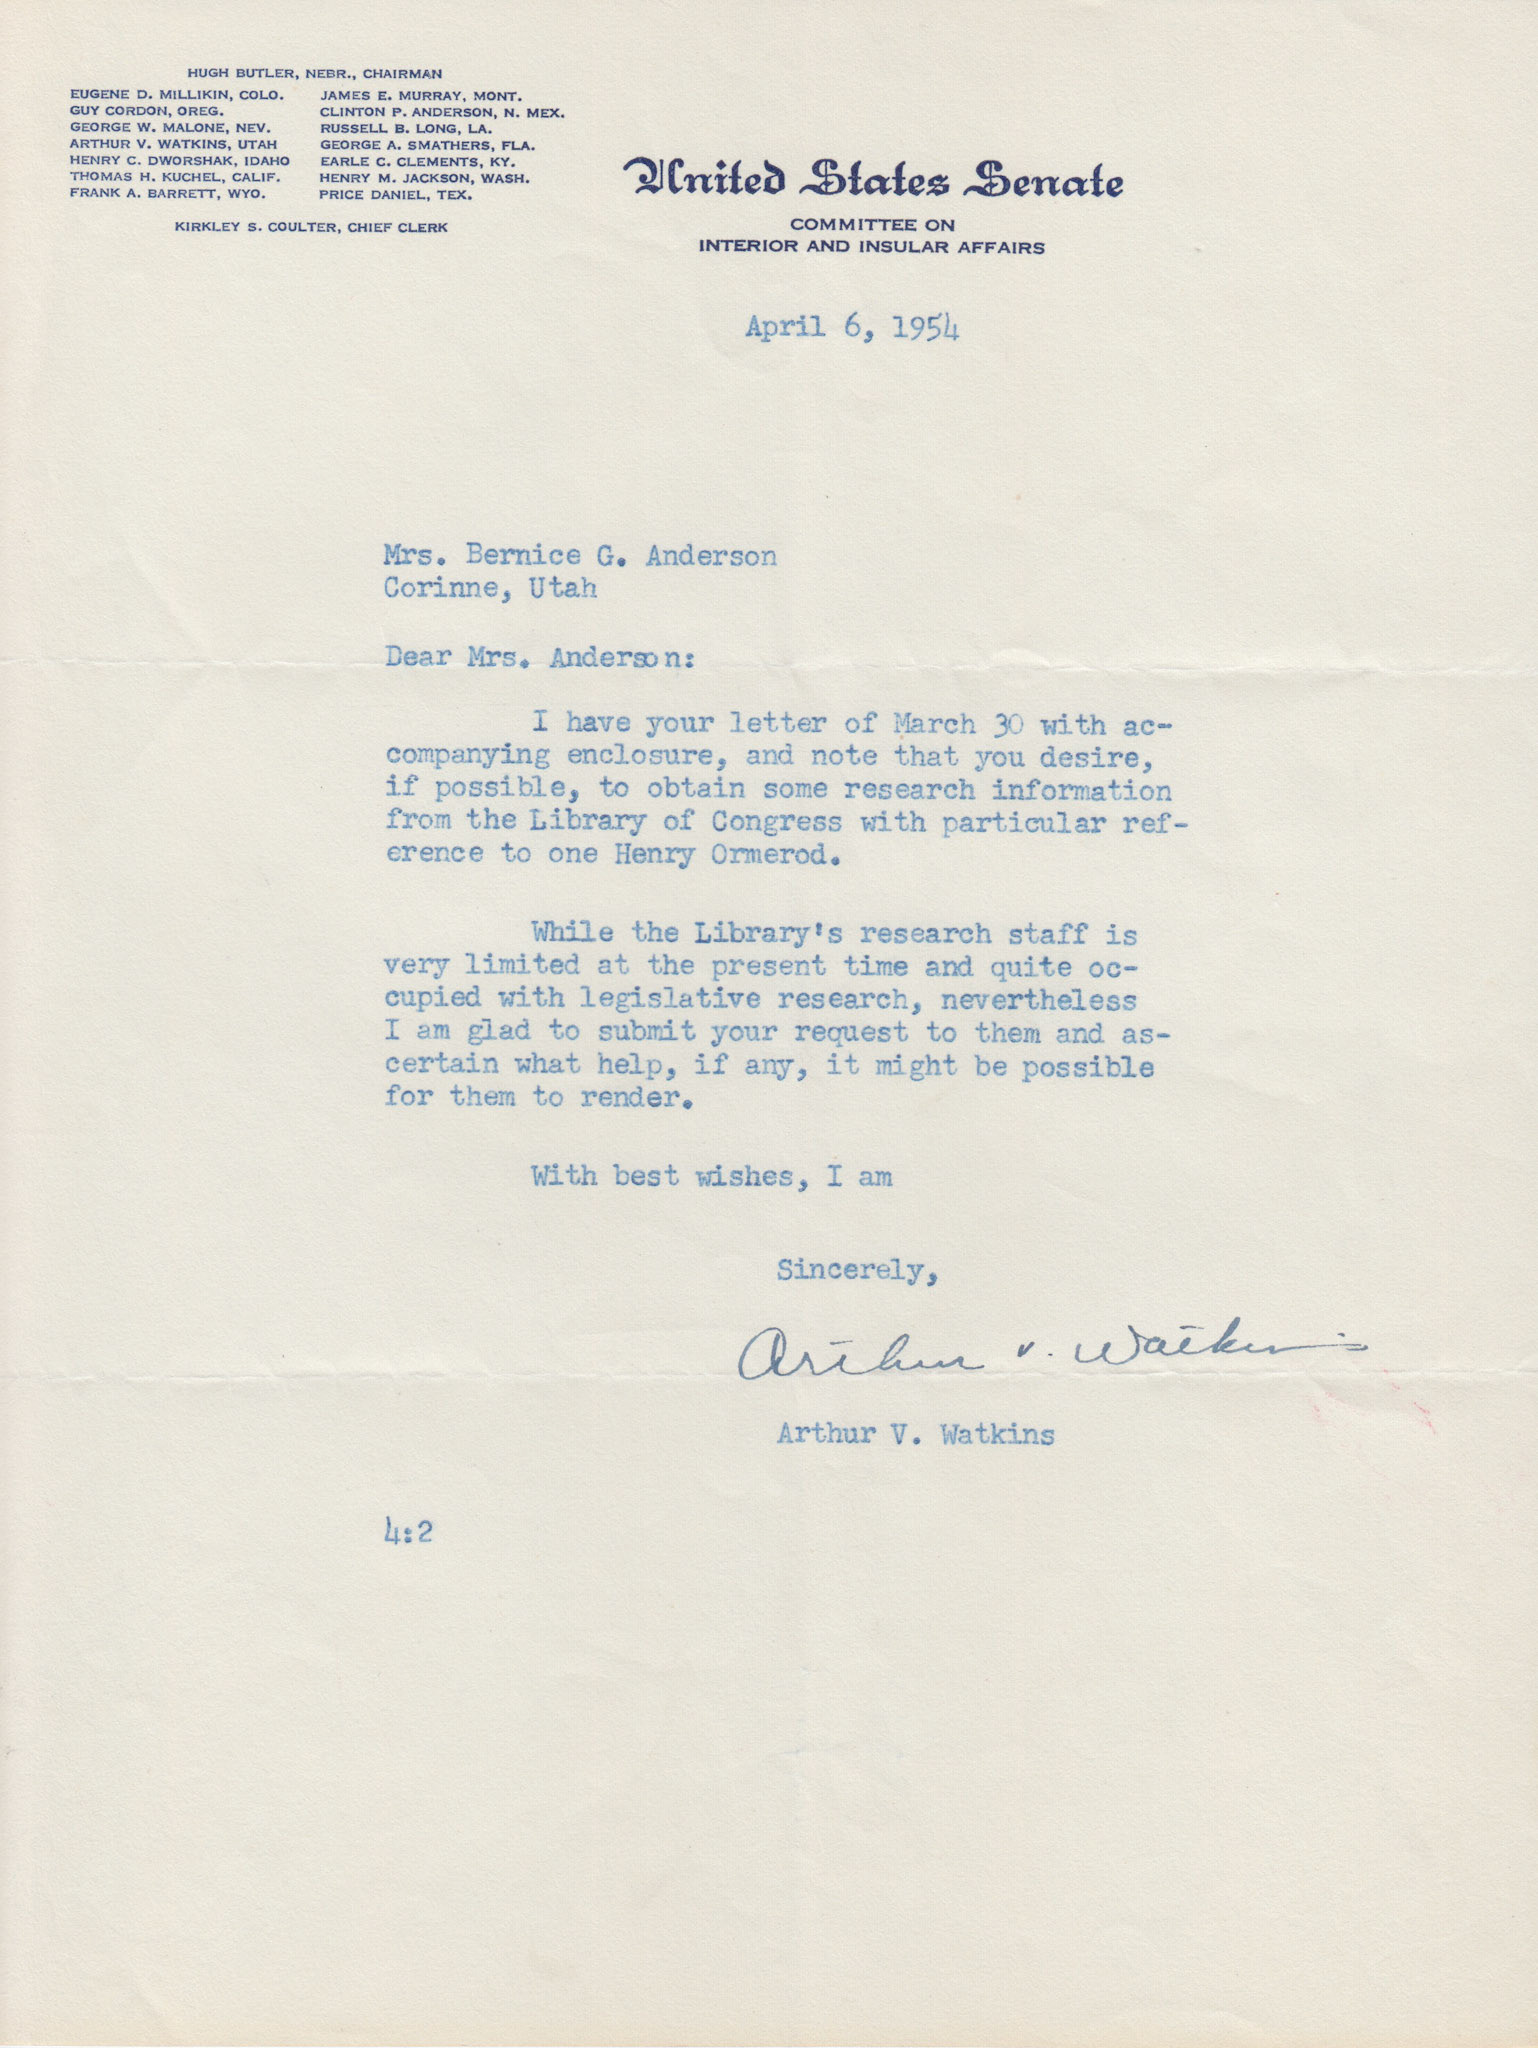 HUGH BUTLER, NEBR., CHAIRMAN
EUGENE D. MILLIKIN, COLO.
GUY CORDON, OREG.
GEORGE W. MALONE, NEV.
ARTHUR V. WATKINS, UTAH
HENRY C. DWORSHAK, IDAHO
THOMAS H. KUCHEL, CALIF.
FRANK A. BARRETT, WYO.
JAMES E. MURRAY, MONT.
CLINTON P. ANDERSON, N. MEX.
RUSSELL B. LONG, LA.
GEORGE A. SMATHERS, FLA.
EARLE C. CLEMENTS, KY.
HENRY M. JACKSON, WASH.
PRICE DANIEL, TEX.
KIRKLEY S. COULTER, CHIEF CLERK
United States Senate
COMMITTEE ON
INTERIOR AND INSULAR AFFAIRS
April 6, 1954
Mrs. Bernice G. Anderson
Corinne, Utah
Dear Mrs. Anderson:
I have your letter of March 30 with ac-
companying enclosure, and note that you desire,
if possible, to obtain some research information
from the Library of Congress with particular ref-
erence to one Henry Ormerod.
While the Library's research staff is
very limited at the present time and quite oc-
cupied with legislative research, nevertheless
I am glad to submit your request to them and as-
certain what help, if any, it might be possible
for them to render.
With best wishes, I am
Sincerely,
Arthur V. Watkins
Arthur V. Watkins
4:2